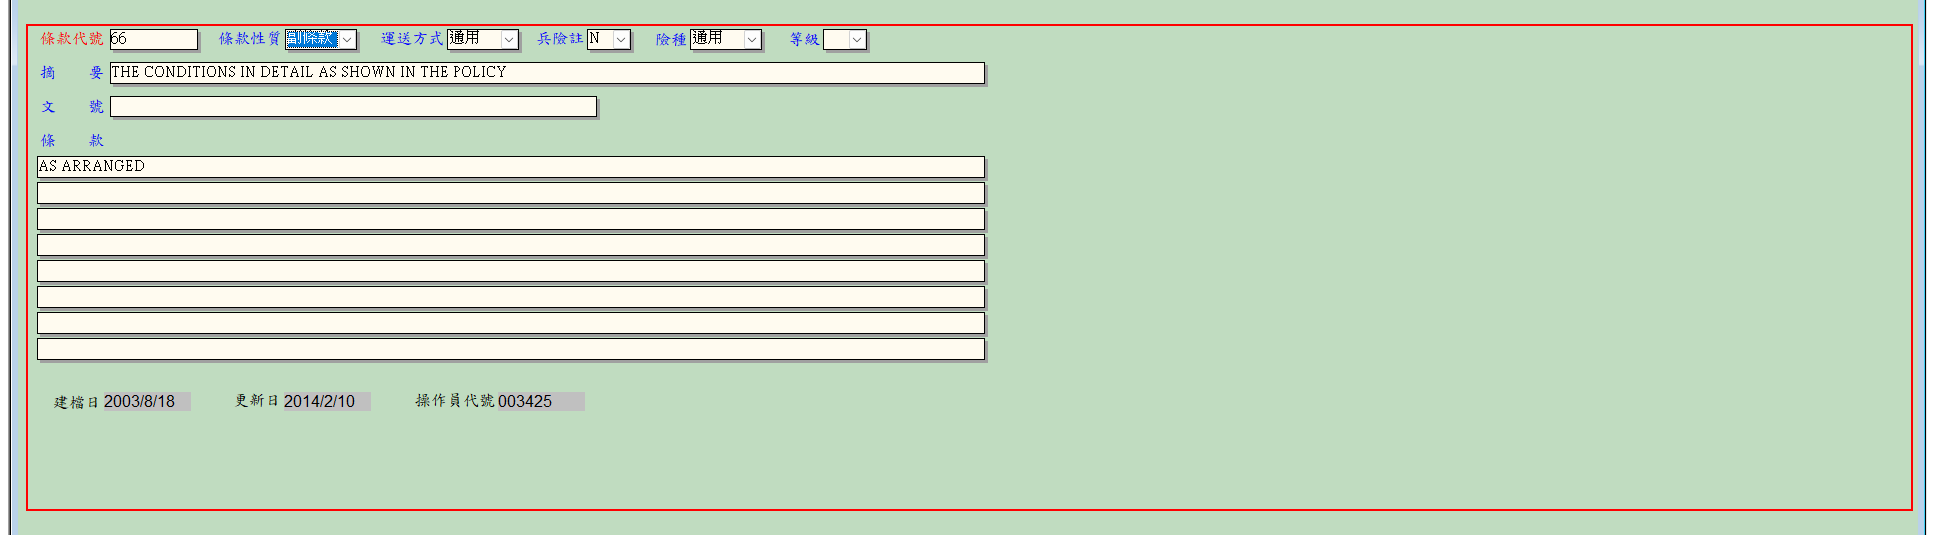 條款代號 66 條款性質 副條款 運送方式 通用 兵險註 N 險種 通用 等級
摘 要 THE CONDITIONS IN DETAIL AS SHOWN IN THE POLICY
文 號
條 款
AS ARRANGED
建檔日 2003/8/18 更新日 2014/2/10 操作員代號 003425